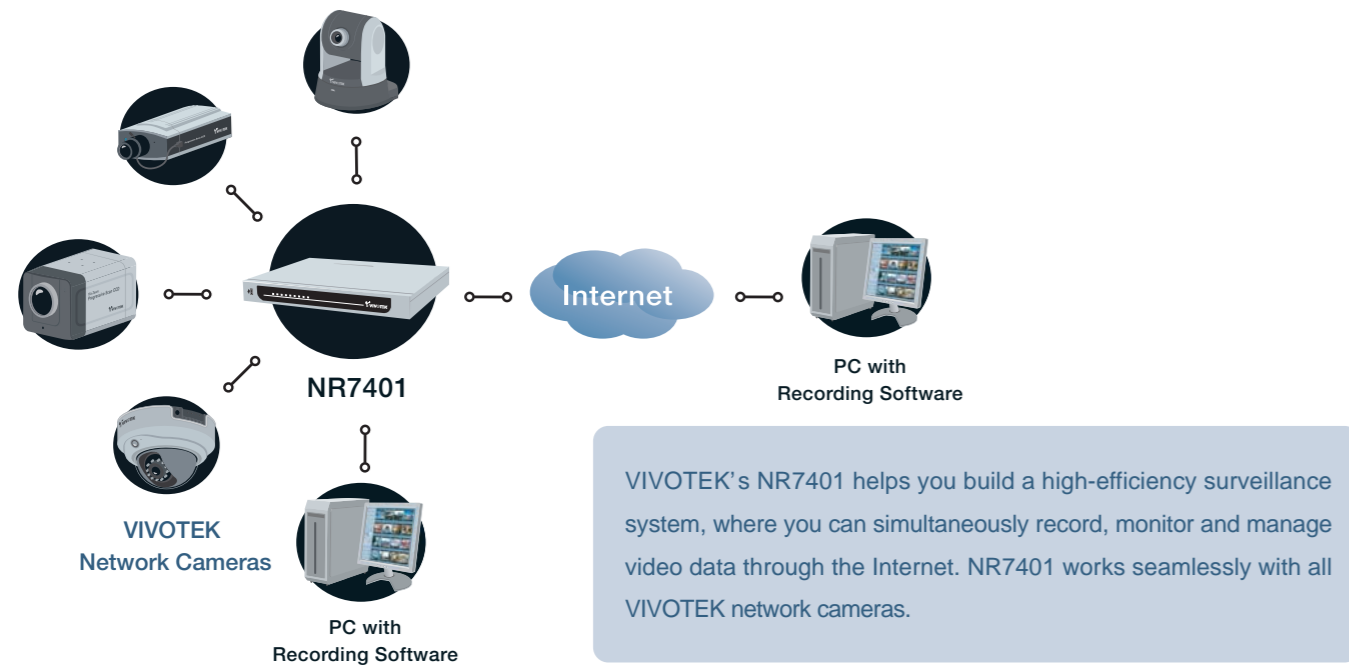 Internet
NR7401
PC with
Recording Software
VIVOTEK
Network Cameras
PC with
Recording Software
VIVOTEK's NR7401 helps you build a high-efficiency surveillance
system, where you can simultaneously record, monitor and manage
video data through the Internet. NR7401 works seamlessly with all
VIVOTEK network cameras.
VIVOTEK
VIVOTEK